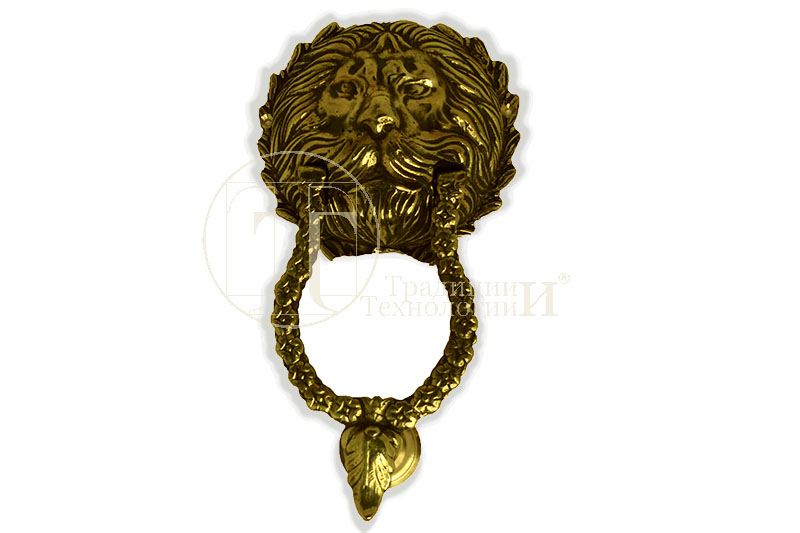 Т
Традиции И ®
Технологии